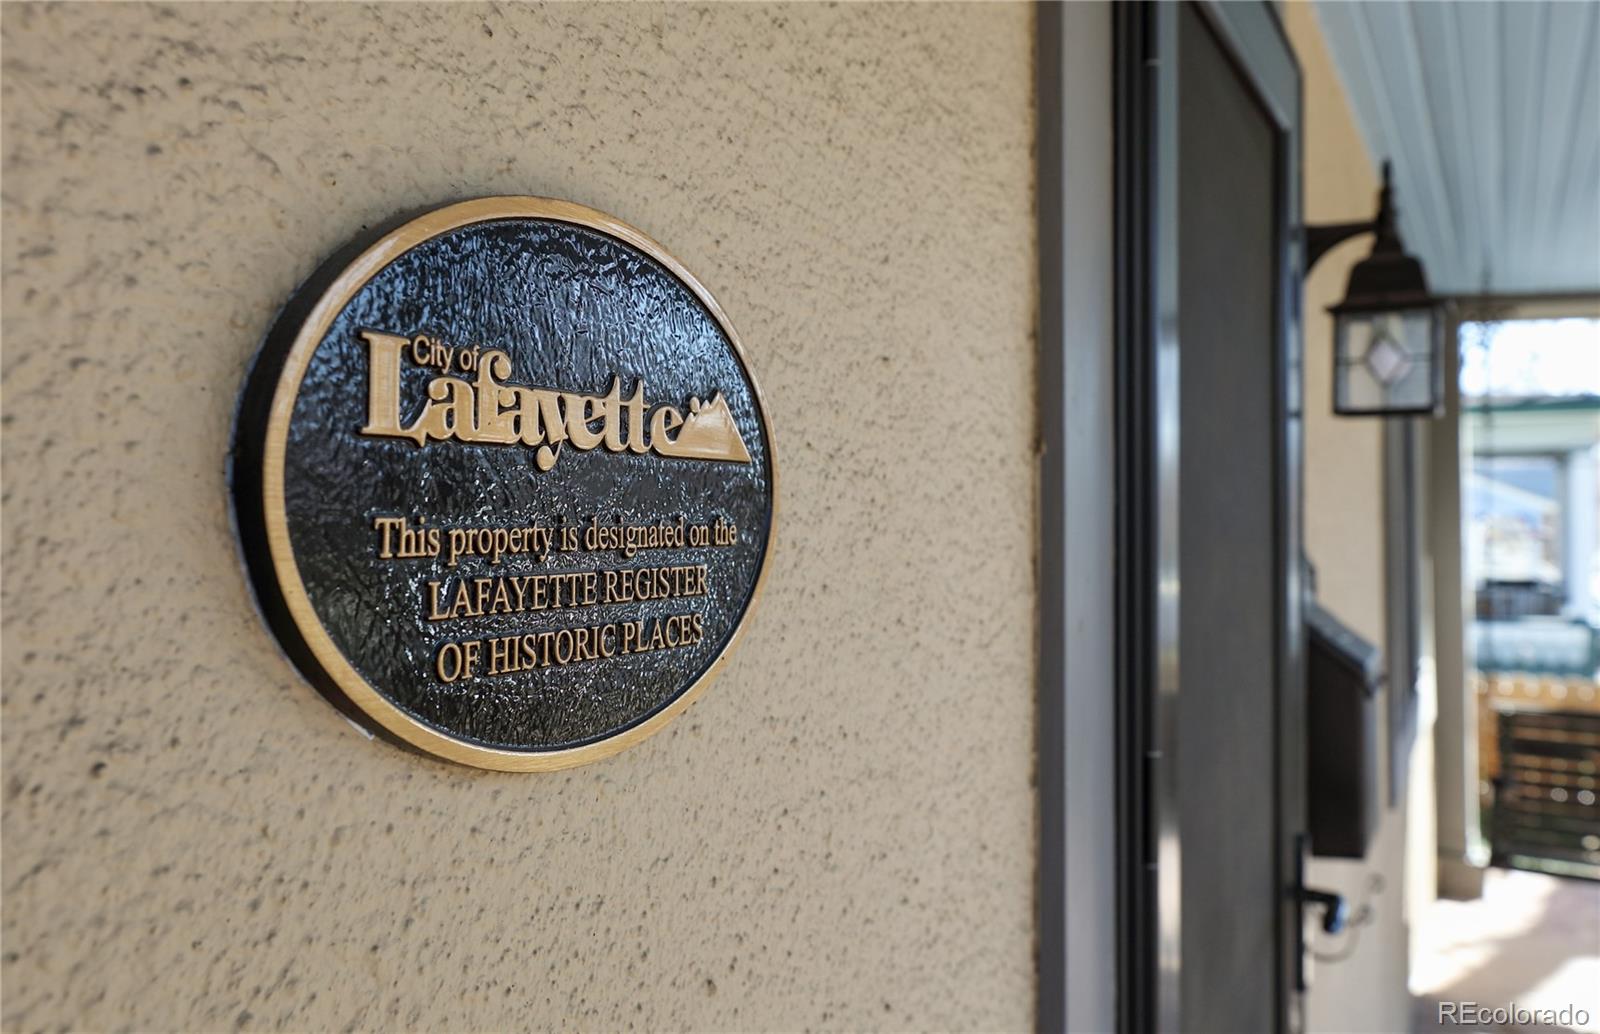 City of
Lafayette
This property is designated on the
LAFAYETTE REGISTER
OF HISTORIC PLACES
REcolorado